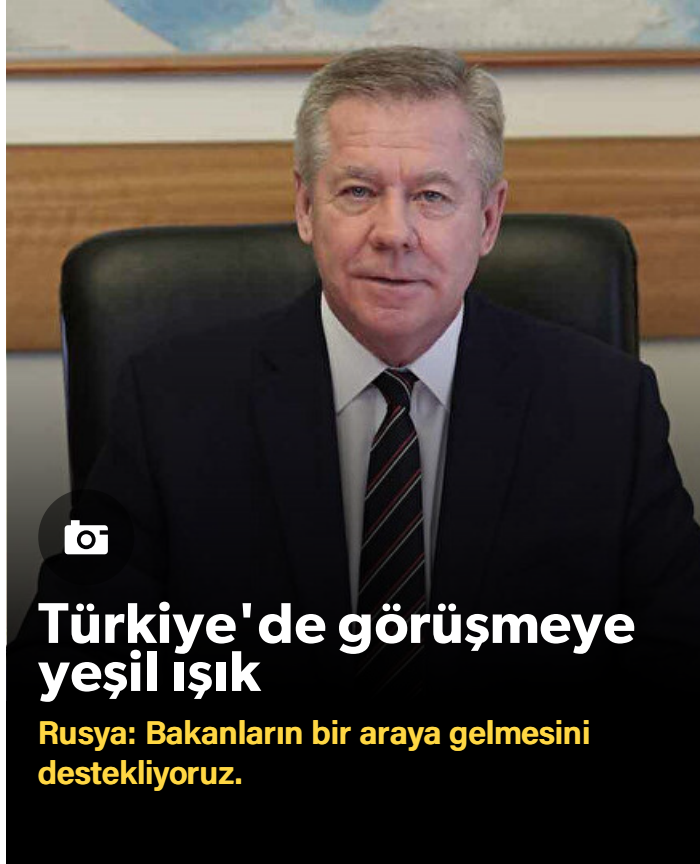 Türkiye'de görüşmeye
yeşil ışık
Rusya: Bakanların bir araya gelmesini
destekliyoruz.